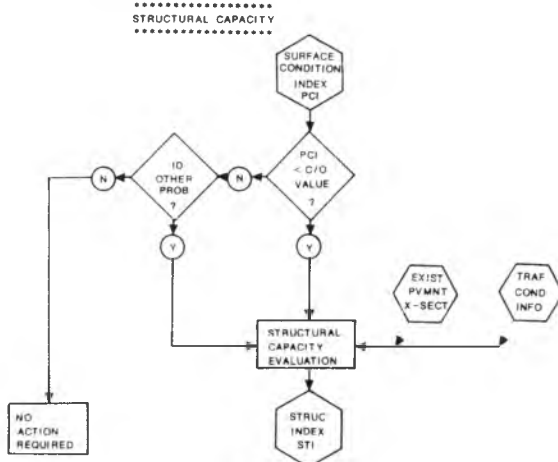 STRUCTURAL CAPACITY
SURFACE
CONDITION
INDEX
PCI
ID
OTHER
PROB
?
PCI
< C/O
VALUE
?
N
N
Y
Y
EXIST
PVMNT
X-SECT
TRAF
COND
INFO
STRUCTURAL
CAPACITY
EVALUATION
NO
ACTION
REQUIRED
STRUC
INDEX
STI